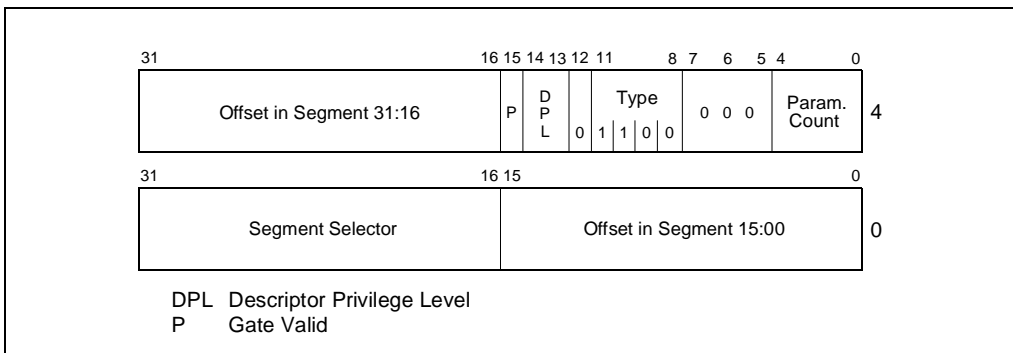 31 16 15 14 13 12 11 8 7 6 5 4 0
Offset in Segment 31:16 P D P L 0 Type 1 1 0 0 0 0 0 Param. Count 4
31 16 15 0
Segment Selector Offset in Segment 15:00 0
DPL Descriptor Privilege Level
P Gate Valid